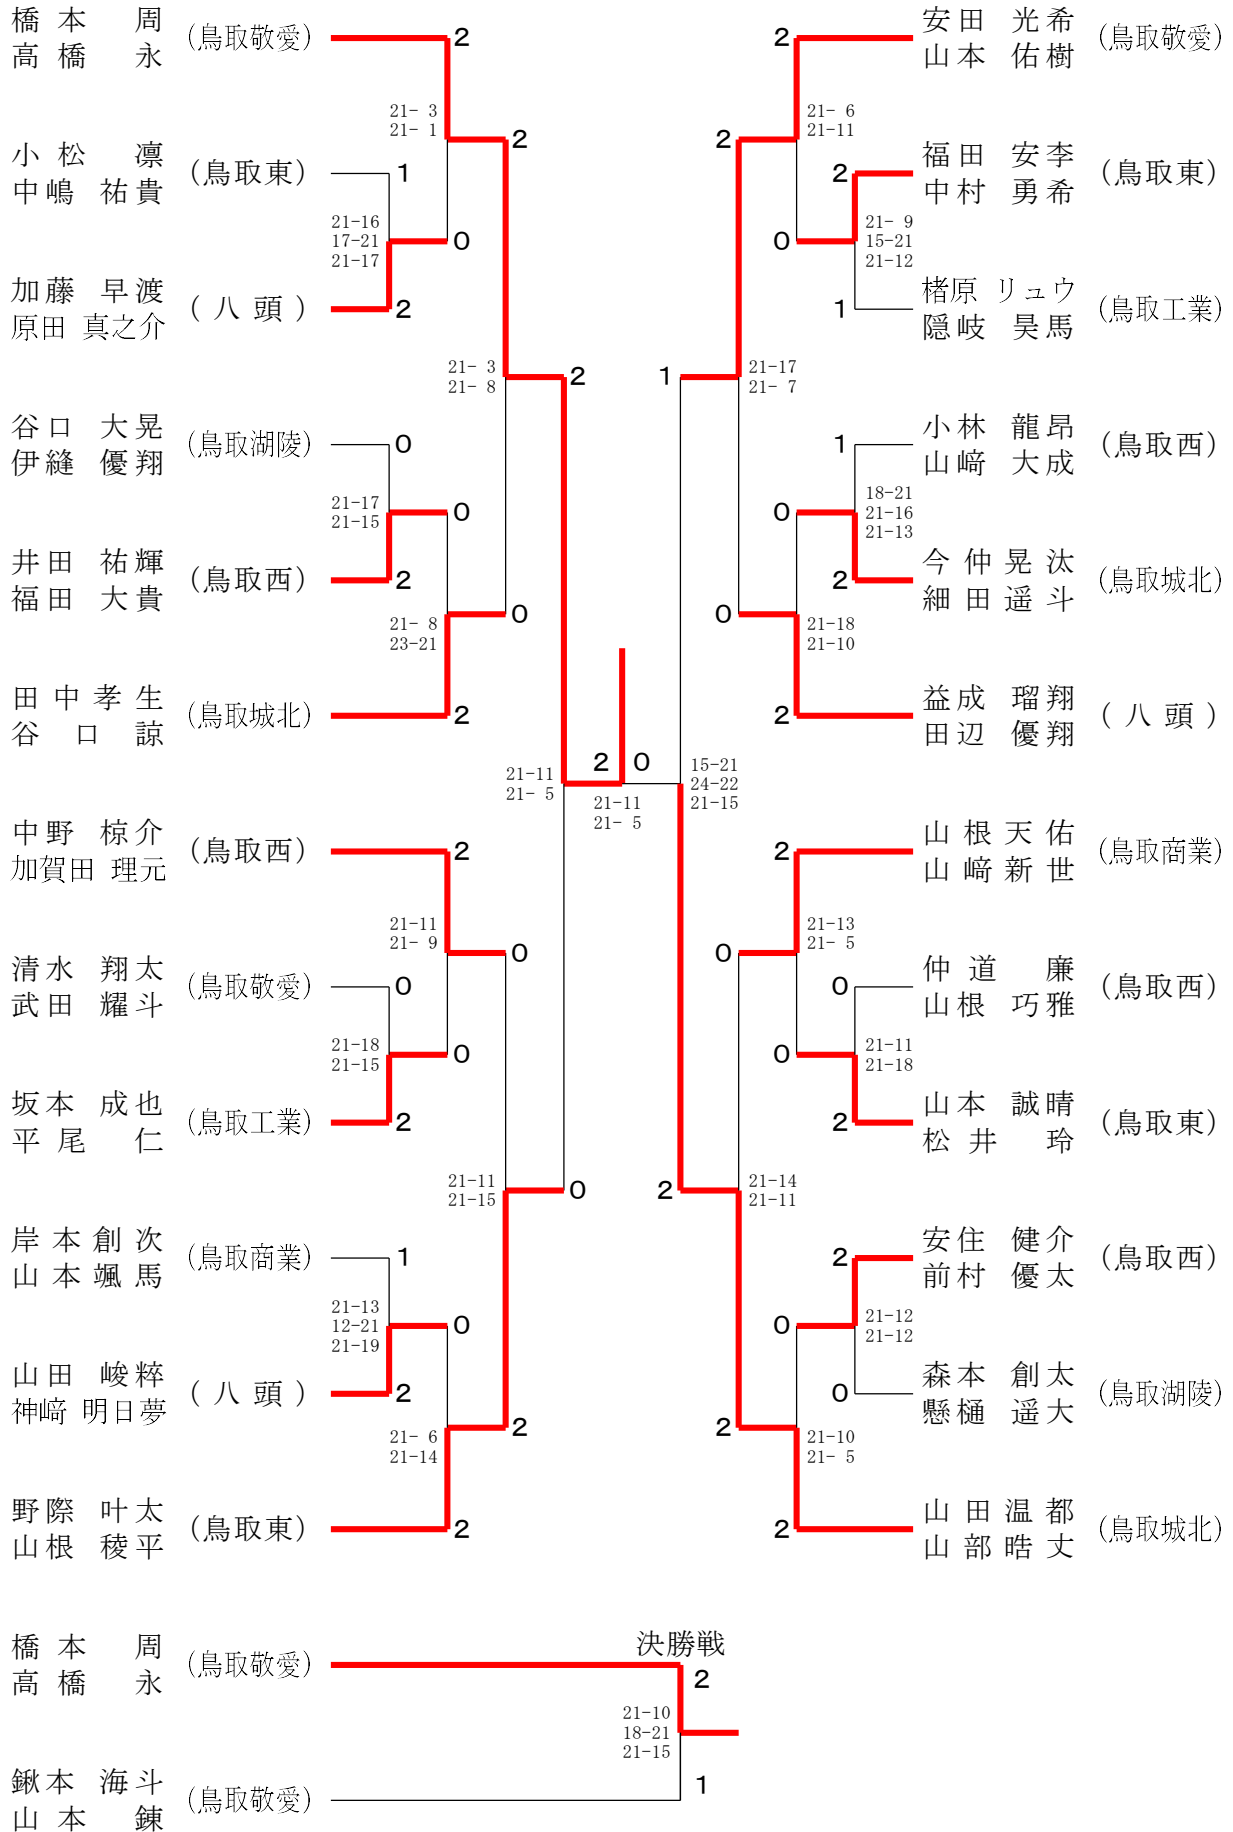 橋本 周
高橋 永
(鳥取敬愛)
2
21- 3
21- 1
2
小松 凛
中嶋 祐貴
(鳥取東)
1
21-16
17-21
21-17
0
加藤 早渡
原田 真之介
(八頭)
2
21- 3
21- 8
2
谷口 大晃
伊縫 優翔
(鳥取湖陵)
0
21-17
21-15
0
井田 祐輝
福田 大貴
(鳥取西)
2
21- 8
23-21
0
田中孝生
谷口諒
(鳥取城北)
2
21-11
21- 5
中野 椋介
加賀田 理元
(鳥取西)
2
21-11
21- 9
0
清水 翔太
武田 耀斗
(鳥取敬愛)
0
21-18
21-15
0
坂本 成也
平尾 仁
(鳥取工業)
2
21-11
21-15
0
岸本創次
山本颯馬
(鳥取商業)
1
21-13
12-21
21-19
0
山田 峻粹
神﨑 明日夢
(八頭)
2
21- 6
21-14
2
野際 叶太
山根 稜平
(鳥取東)
2
2 0
21-11
21- 5
2
安田 光希
山本 佑樹
(鳥取敬愛)
21- 6
21-11
2
2
福田 安李
中村 勇希
(鳥取東)
21- 9
15-21
21-12
0
1
楮原 リュウ
隠岐 昊馬
(鳥取工業)
1
21-17
21- 7
1
小林 龍昂
山﨑 大成
(鳥取西)
18-21
21-16
21-13
0
2
今仲晃汰
細田遥斗
(鳥取城北)
0
21-18
21-10
2
益成 瑠翔
田辺 優翔
(八頭)
15-21
24-22
21-15
2
山根天佑
山﨑新世
(鳥取商業)
21-13
21- 5
0
0
仲道 廉
山根 巧雅
(鳥取西)
21-11
21-18
0
2
山本 誠晴
松井 玲
(鳥取東)
2
21-14
21-11
2
安住 健介
前村 優太
(鳥取西)
21-12
21-12
0
0
森本 創太
懸樋 遥大
(鳥取湖陵)
2
21-10
21- 5
2
山田温都
山部晧丈
(鳥取城北)
決勝戦
橋本 周
高橋 永
(鳥取敬愛)
2
21-10
18-21
21-15
鍬本 海斗
山本 錬
(鳥取敬愛)
1